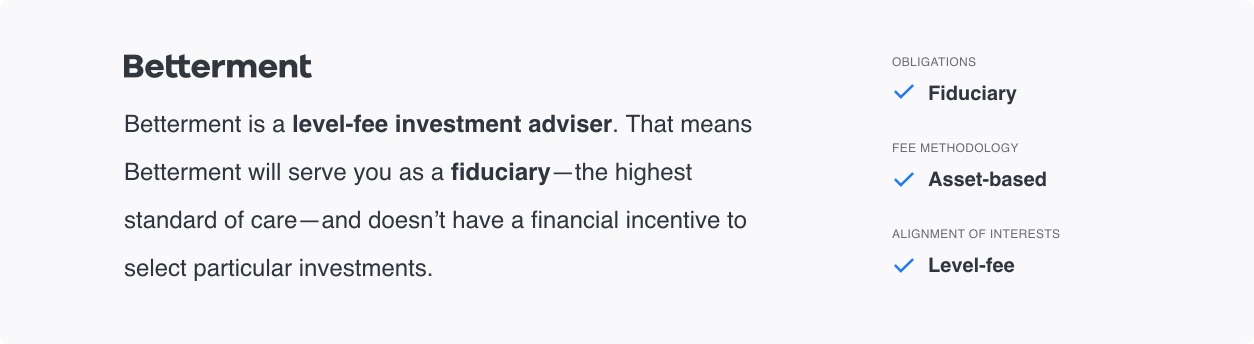 Betterment
Betterment is a level-fee investment adviser. That means
Betterment will serve you as a fiduciary—the highest
standard of care—and doesn’t have a financial incentive to
select particular investments.
OBLIGATIONS
Fiduciary
FEE METHODOLOGY
Asset-based
ALIGNMENT OF INTERESTS
Level-fee